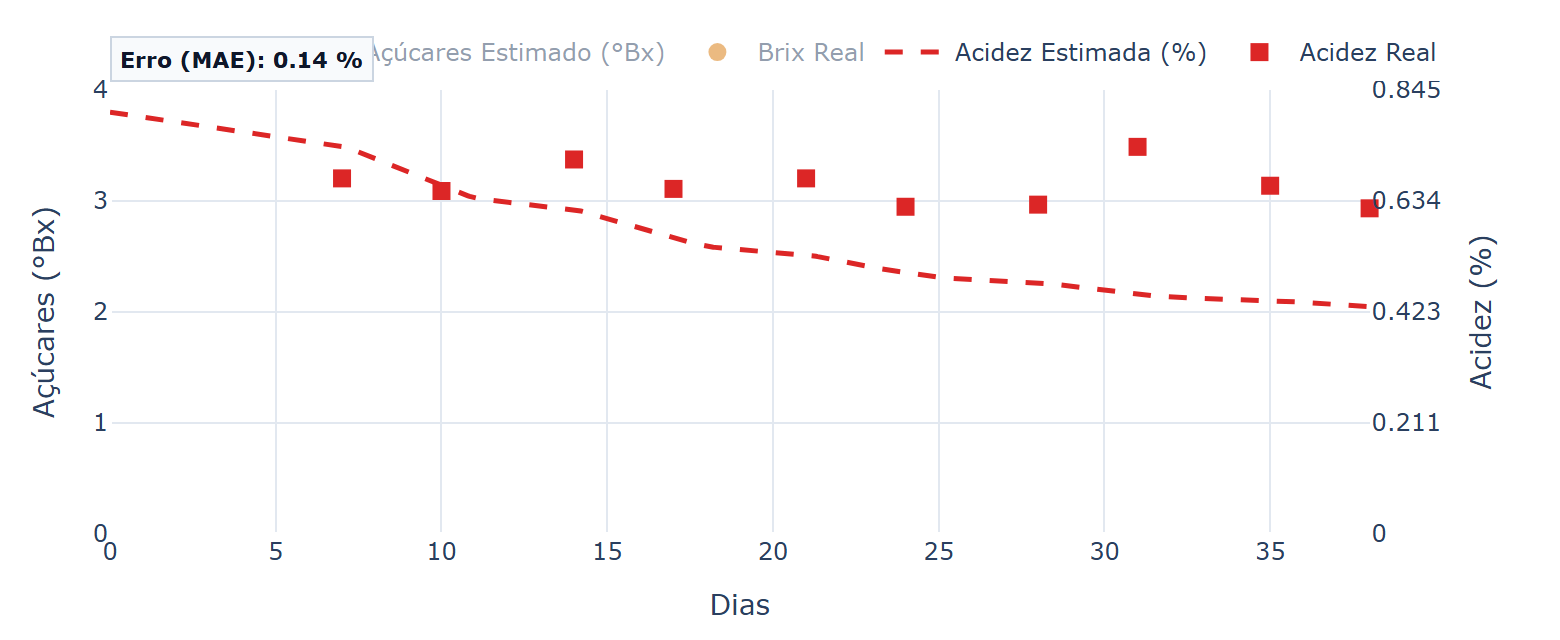 Erro (MAE): 0.14 %
Açúcares Estimado (°Bx) Brix Real Acidez Estimada (%) Acidez Real
4 0.845
3 0.634
2 0.423
1 0.211
0 0
0 5 10 15 20 25 30 35
Açúcares (°Bx)
Acidez (%)
Dias